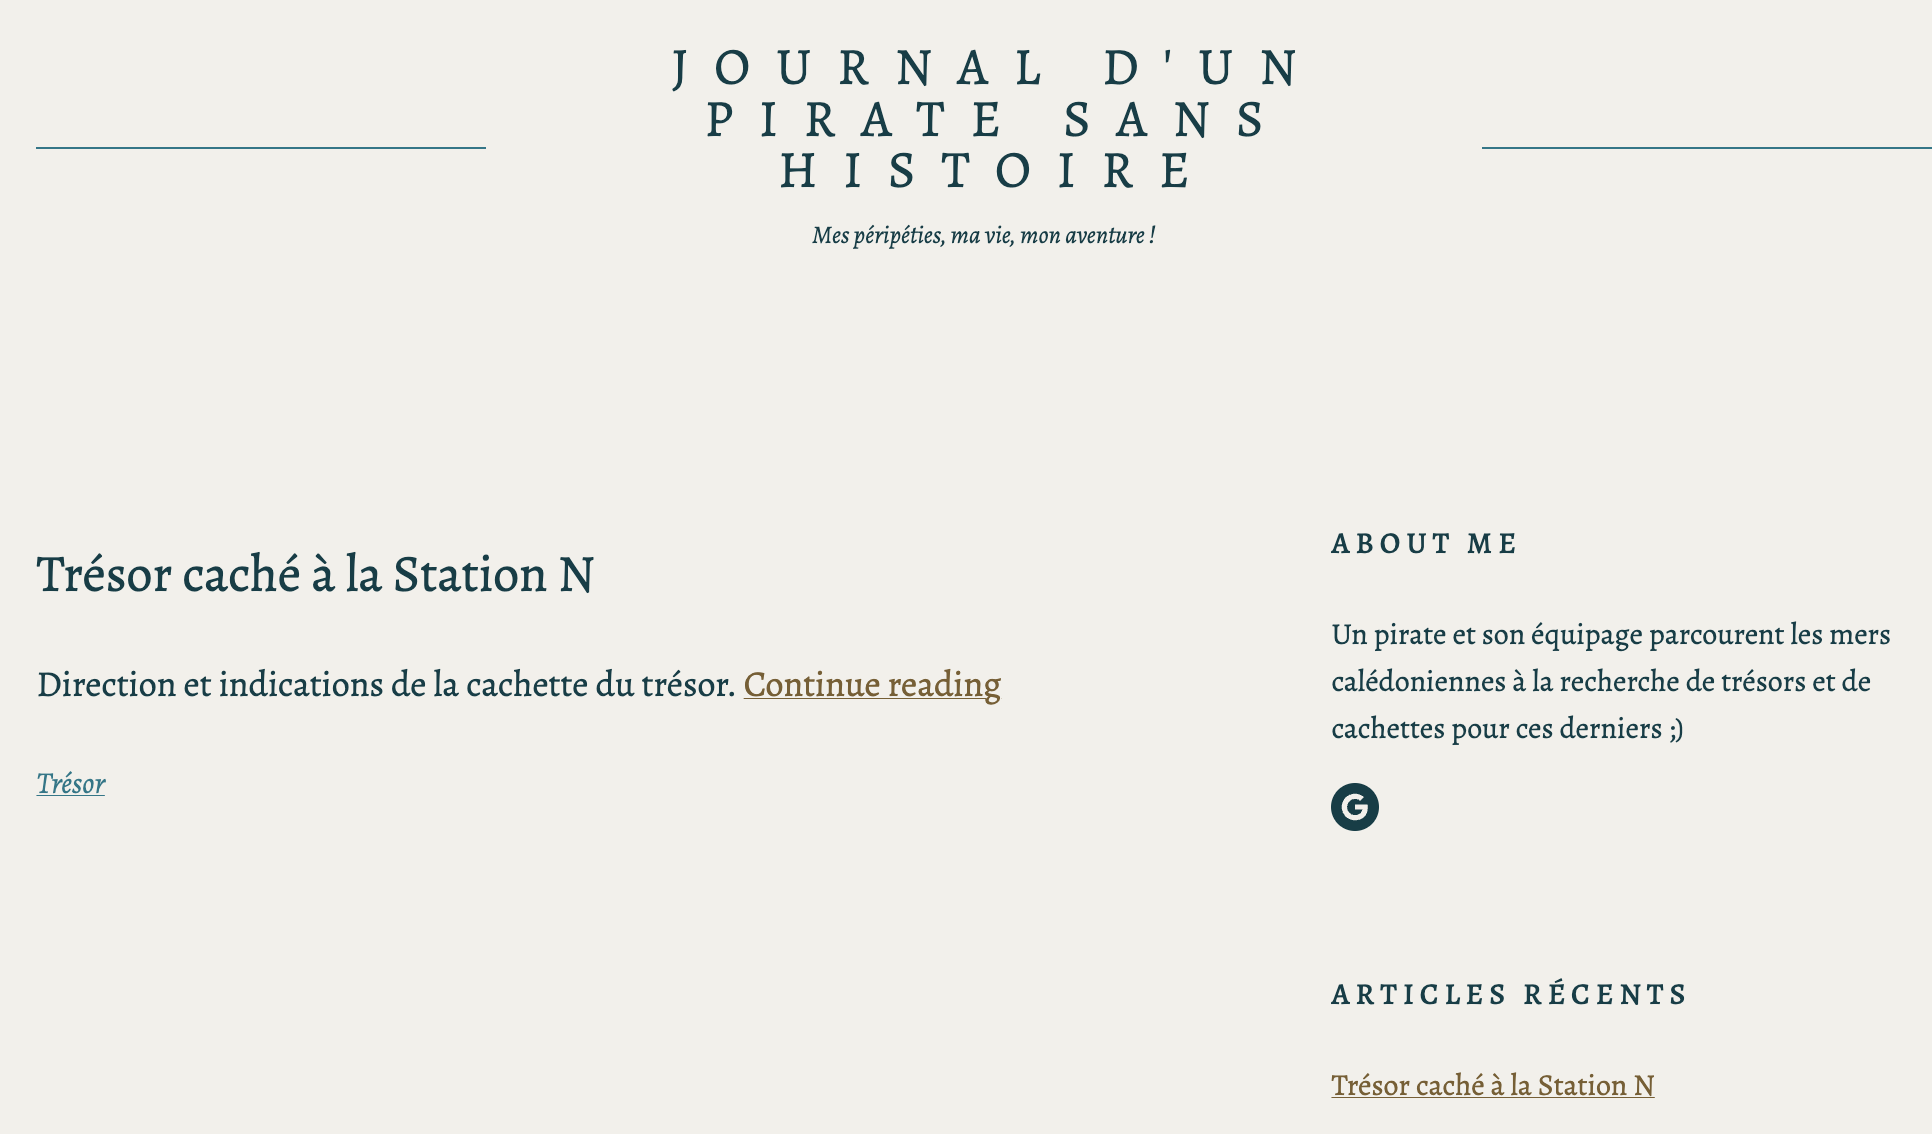 JOURNAL D'UN
PIRATE SANS
HISTOIRE
Mes péripéties, ma vie, mon aventure !
Trésor caché à la Station N
Direction et indications de la cachette du trésor. Continue reading
Trésor
ABOUT ME
Un pirate et son équipage parcourent les mers
calédoniennes à la recherche de trésors et de
cachettes pour ces derniers ;)
G
ARTICLES RÉCENTS
Trésor caché à la Station N